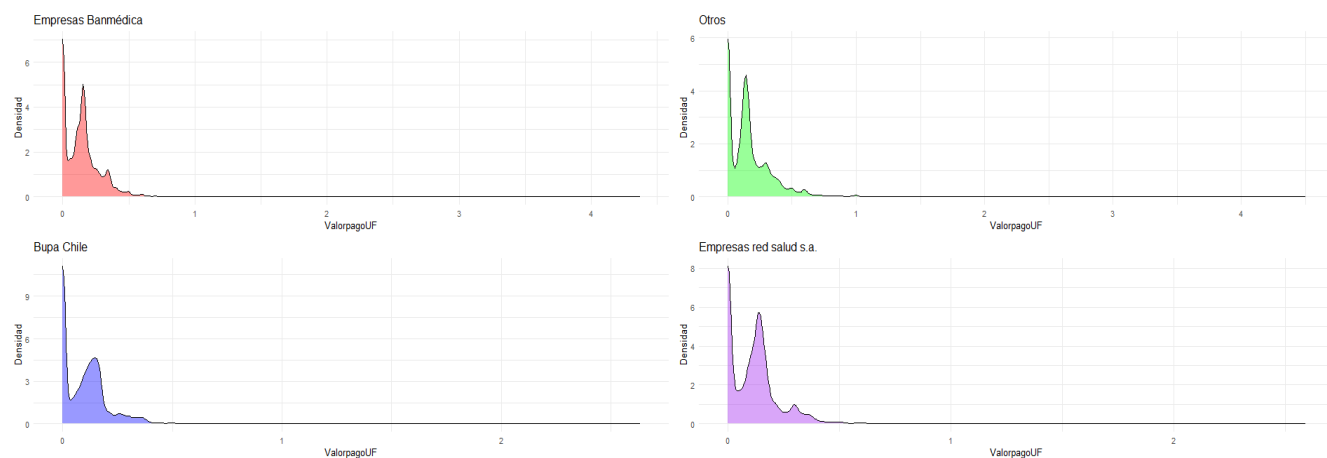 Empresas Banmédica
Densidad
6
4
2
0
0 1 2 3 4
ValorpagoUF
Otros
Densidad
6
4
2
0
0 1 2 3 4
ValorpagoUF
Bupa Chile
Densidad
9
6
3
0
0 1 2
ValorpagoUF
Empresas red salud s.a.
Densidad
8
6
4
2
0
0 1 2
ValorpagoUF